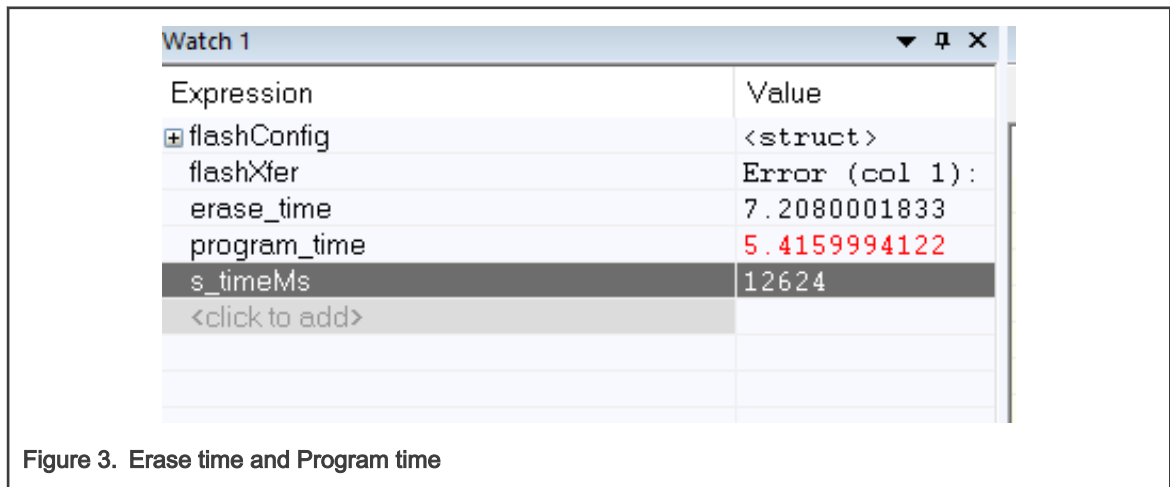 Watch 1
Expression Value
flashConfig <struct>
flashXfer Error (col 1):
erase_time 7.2080001833
program_time 5.4159994122
s_timeMs 12624
<click to add>
Figure 3. Erase time and Program time